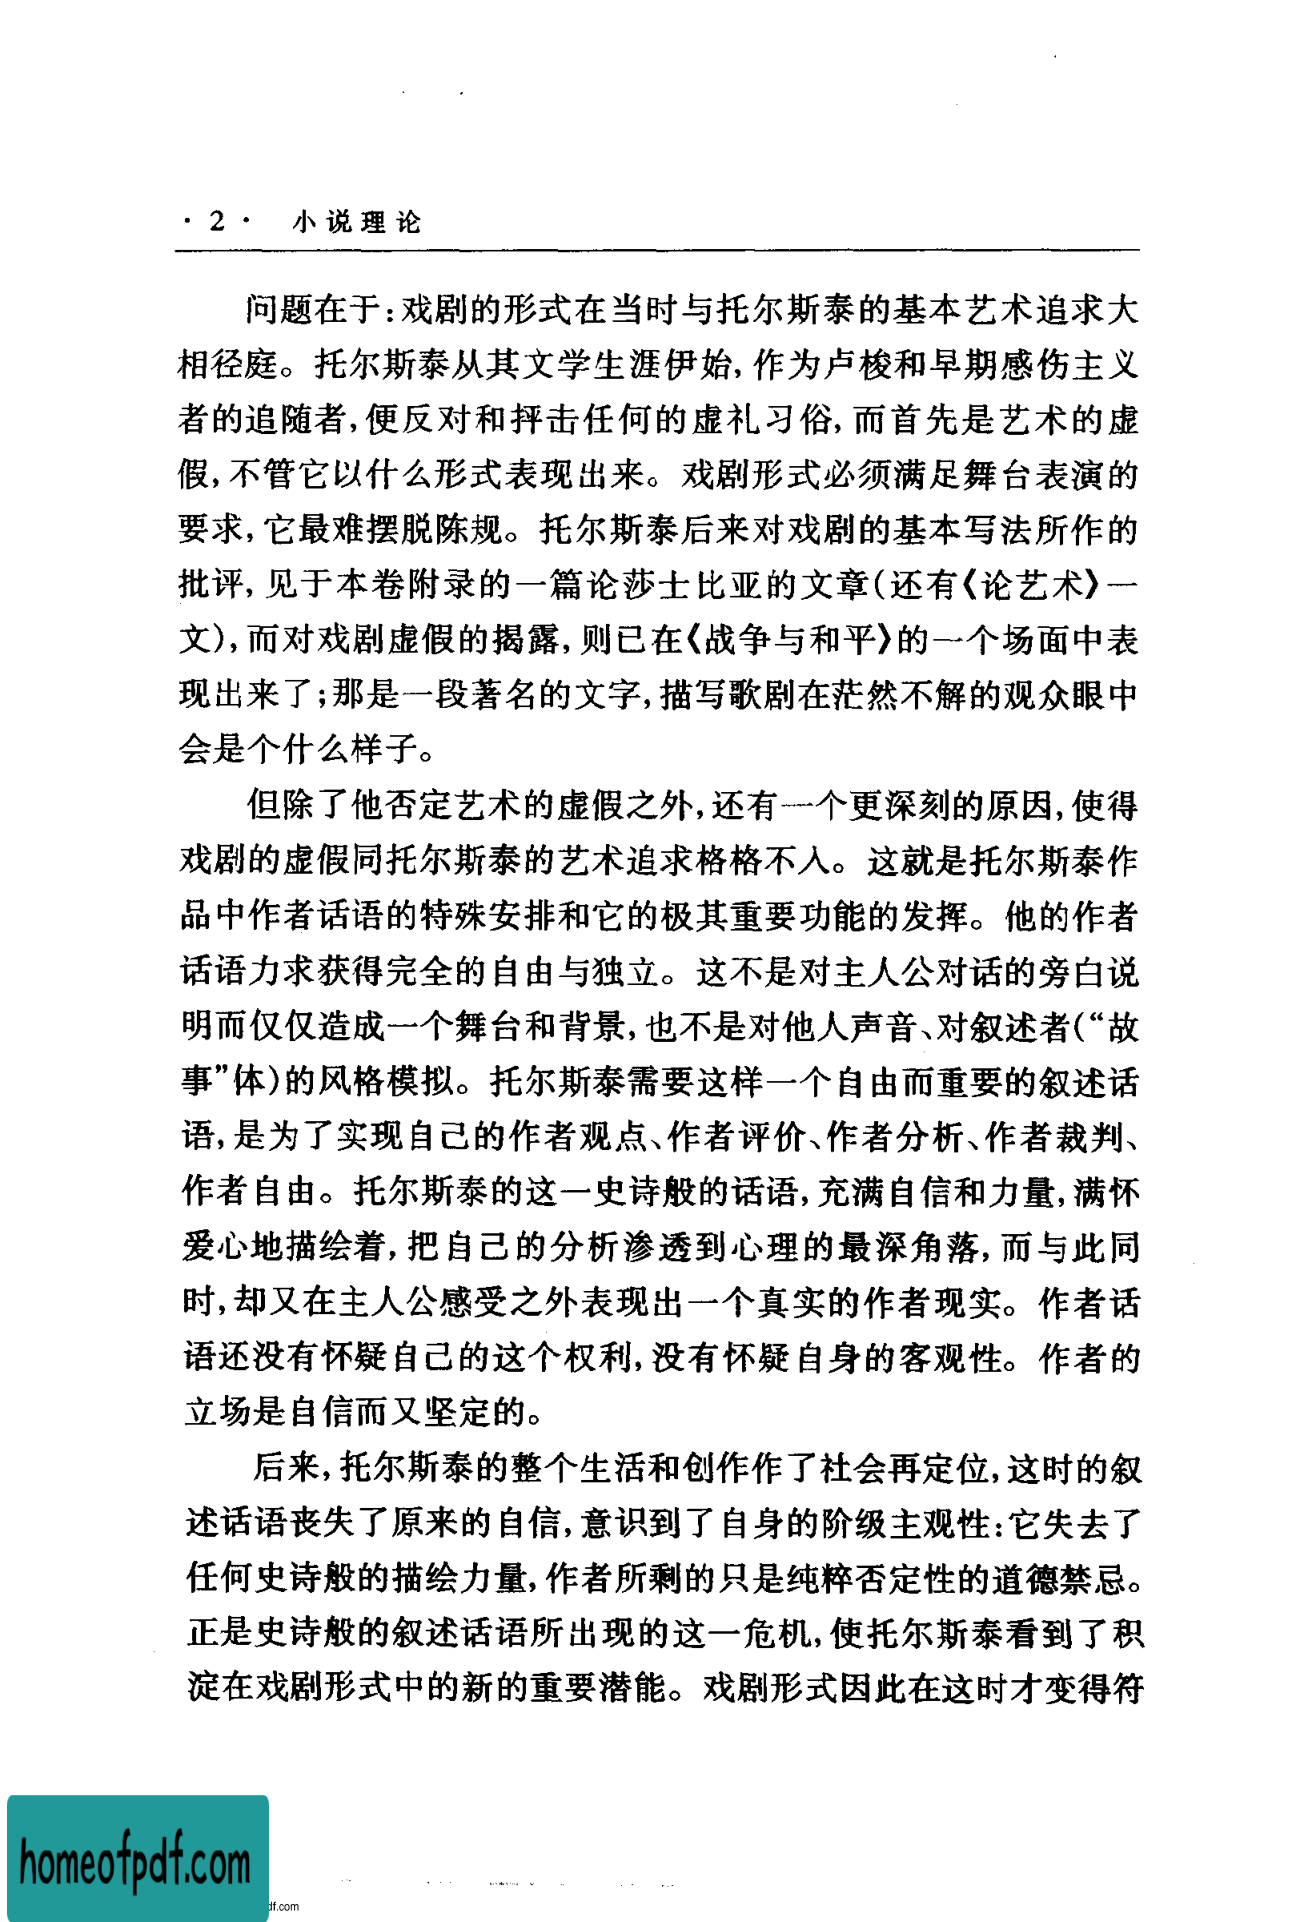 · 2 · 小说理论
问题在于:戏剧的形式在当时与托尔斯泰的基本艺术追求大
相径庭。托尔斯泰从其文学生涯伊始,作为卢梭和早期感伤主义
者的追随者,便反对和抨击任何的虚礼习俗,而首先是艺术的虚
假,不管它以什么形式表现出来。戏剧形式必须满足舞台表演的
要求,它最难摆脱陈规。托尔斯泰后来对戏剧的基本写法所作的
批评,见于本卷附录的一篇论莎士比亚的文章(还有《论艺术》一
文),而对戏剧虚假的揭露,则已在《战争与和平》的一个场面中表
现出来了;那是一段著名的文字,描写歌剧在茫然不解的观众眼中
会是个什么样子。
但除了他否定艺术的虚假之外,还有一个更深刻的原因,使得
戏剧的虚假同托尔斯泰的艺术追求格格不入。这就是托尔斯泰作
品中作者话语的特殊安排和它的极其重要功能的发挥。他的作者
话语力求获得完全的自由与独立。这不是对主人公对话的旁白说
明而仅仅造成一个舞台和背景,也不是对他人声音、对叙述者(“故
事”体)的风格模拟。托尔斯泰需要这样一个自由而重要的叙述话
语,是为了实现自己的作者观点、作者评价、作者分析、作者裁判、
作者自由。托尔斯泰的这一史诗般的话语,充满自信和力量,满怀
爱心地描绘着,把自己的分析渗透到心理的最深角落,而与此同
时,却又在主人公感受之外表现出一个真实的作者现实。作者话
语还没有怀疑自己的这个权利,没有怀疑自身的客观性。作者的
立场是自信而又坚定的。
后来,托尔斯泰的整个生活和创作作了社会再定位,这时的叙
述话语丧失了原来的自信,意识到了自身的阶级主观性:它失去了
任何史诗般的描绘力量,作者所剩的只是纯粹否定性的道德禁忌。
正是史诗般的叙述话语所出现的这一危机,使托尔斯泰看到了积
淀在戏剧形式中的新的重要潜能。戏剧形式因此在这时才变得符
homeofpdf.com
df.com